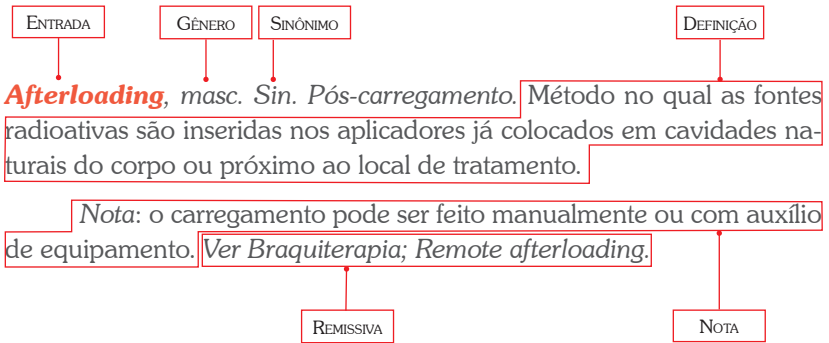 ENTRADA GÊNERO SINÔNIMO DEFINIÇÃO
Afterloading, masc. Sin. Pós-carregamento. Método no qual as fontes
radioativas são inseridas nos aplicadores já colocados em cavidades na-
turais do corpo ou próximo ao local de tratamento.
Nota: o carregamento pode ser feito manualmente ou com auxílio
de equipamento. Ver Braquiterapia; Remote afterloading.
REMISSIVA NOTA